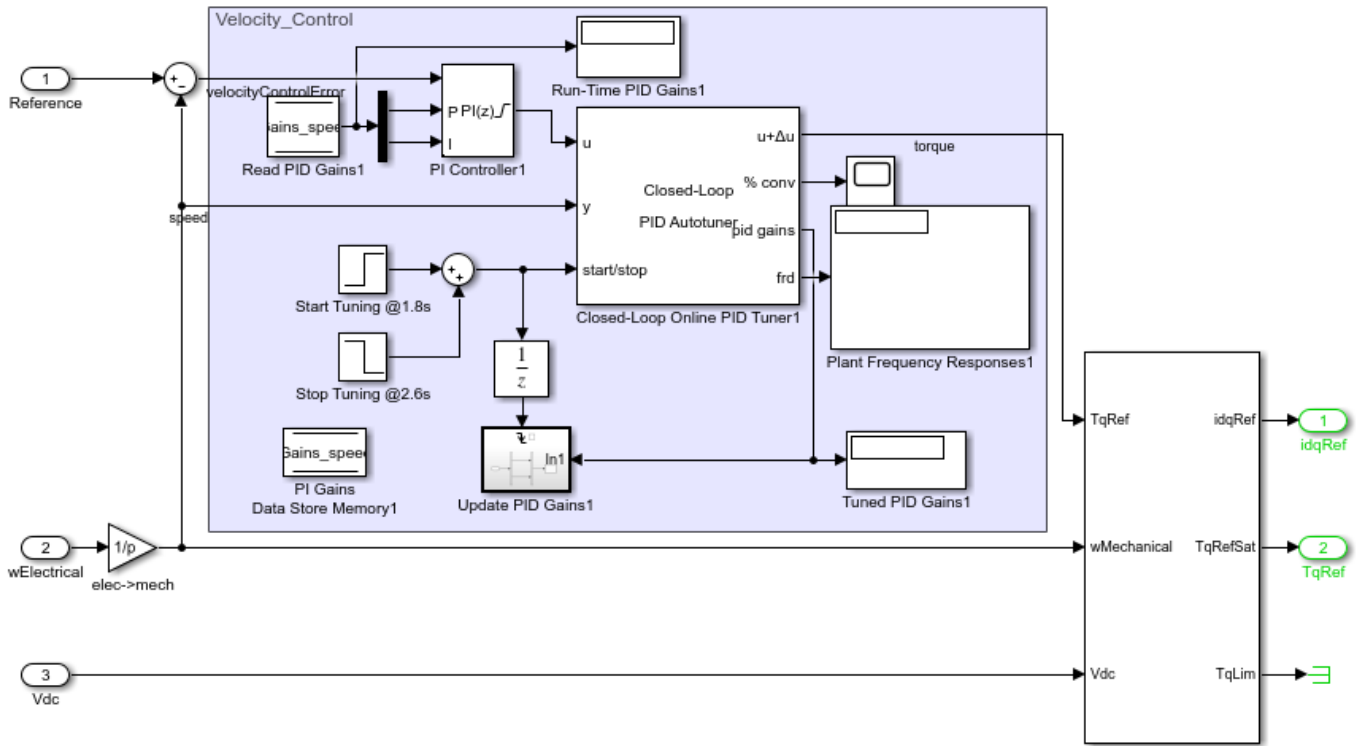 Velocity_Control
1
Reference
+
-
velocityControlError
Gains_spee
Read PID Gains1
P
I
PI(z)
PI Controller1
Run-Time PID Gains1
u
y
start/stop
Closed-Loop
PID Autotuner
u+Δu
% conv
pid gains
frd
Closed-Loop Online PID Tuner1
torque
speed
Start Tuning @1.8s
+
+
Stop Tuning @2.6s
1
z
Plant Frequency Responses1
Gains_speed
PI Gains
Data Store Memory1
In1
Update PID Gains1
Tuned PID Gains1
2
wElectrical
1/p
elec->mech
3
Vdc
TqRef
wMechanical
Vdc
idqRef
TqRefSat
TqLim
1
idqRef
2
TqRef